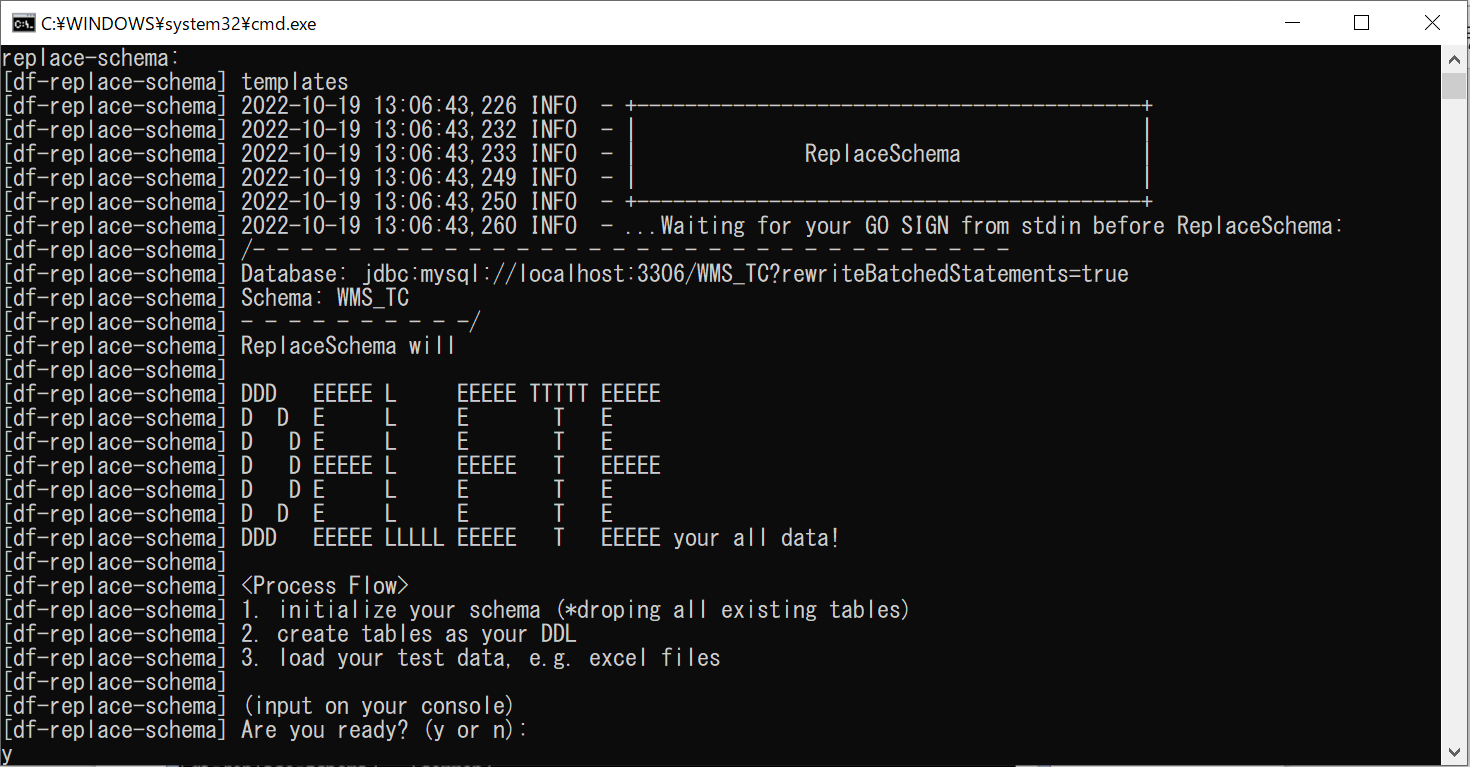 C:¥WINDOWS¥system32¥cmd.exe
replace-schema:
[df-replace-schema] templates
[df-replace-schema] 2022-10-19 13:06:43,226 INFO  - +------------------------------------------+
[df-replace-schema] 2022-10-19 13:06:43,232 INFO  - |                                          |
[df-replace-schema] 2022-10-19 13:06:43,233 INFO  - |              ReplaceSchema               |
[df-replace-schema] 2022-10-19 13:06:43,249 INFO  - |                                          |
[df-replace-schema] 2022-10-19 13:06:43,250 INFO  - +------------------------------------------+
[df-replace-schema] 2022-10-19 13:06:43,260 INFO  - ...Waiting for your GO SIGN from stdin before ReplaceSchema:
[df-replace-schema] /- - - - - - - - - - - - - - - - - - - - - - - - - - - - - - - -
[df-replace-schema] Database: jdbc:mysql://localhost:3306/WMS_TC?rewriteBatchedStatements=true
[df-replace-schema] Schema: WMS_TC
[df-replace-schema] - - - - - - - - - -/
[df-replace-schema] ReplaceSchema will
[df-replace-schema]
[df-replace-schema] DDD   EEEEE L     EEEEE TTTTT EEEEE
[df-replace-schema] D  D  E     L     E       T   E
[df-replace-schema] D   D E     L     E       T   E
[df-replace-schema] D   D EEEEE L     EEEEE   T   EEEEE
[df-replace-schema] D   D E     L     E       T   E
[df-replace-schema] D  D  E     L     E       T   E
[df-replace-schema] DDD   EEEEE LLLLL EEEEE   T   EEEEE your all data!
[df-replace-schema]
[df-replace-schema] <Process Flow>
[df-replace-schema] 1. initialize your schema (*droping all existing tables)
[df-replace-schema] 2. create tables as your DDL
[df-replace-schema] 3. load your test data, e.g. excel files
[df-replace-schema]
[df-replace-schema] (input on your console)
[df-replace-schema] Are you ready? (y or n):
y